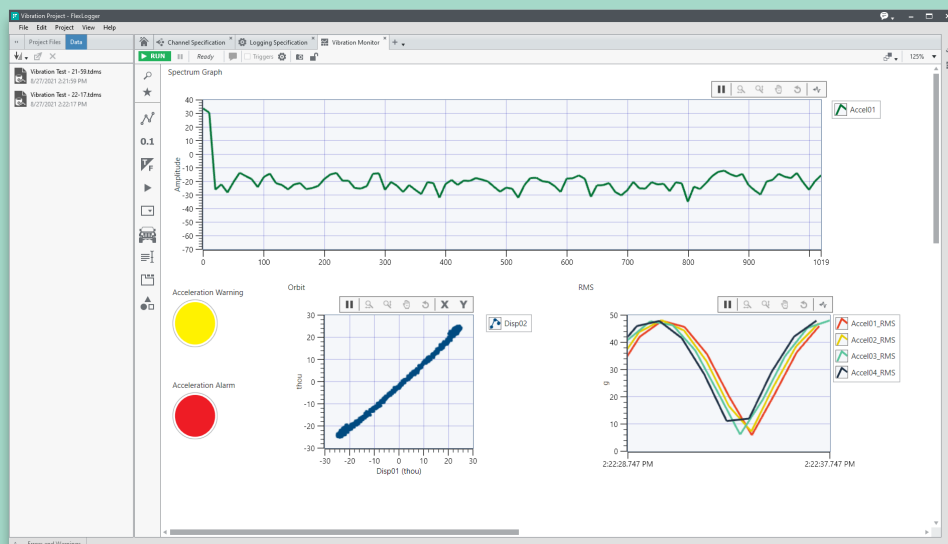 Vibration Project - FlexLogger
File Edit Project View Help
Project Files Data
Channel Specification * Logging Specification * Vibration Monitor *
RUN Ready Triggers 125%
Vibration Test - 21-59.tdms
8/27/2021 2:21:59 PM
Vibration Test - 22-17.tdms
8/27/2021 2:22:17 PM
0.1
T F
Spectrum Graph
Accel01
Amplitude
40
30
20
10
0
-10
-20
-30
-40
-50
-60
-70
0 100 200 300 400 500 600 700 800 900 1019
Acceleration Warning
Acceleration Alarm
Orbit
X Y
Disp02
thou
30
20
10
0
-10
-20
-30
-30 -20 -10 0 10 20 30
Disp01 (thou)
RMS
Accel01_RMS
Accel02_RMS
Accel03_RMS
Accel04_RMS
g
50
40
30
20
10
0
2:22:28.747 PM 2:22:37.747 PM
Errors and Warnings